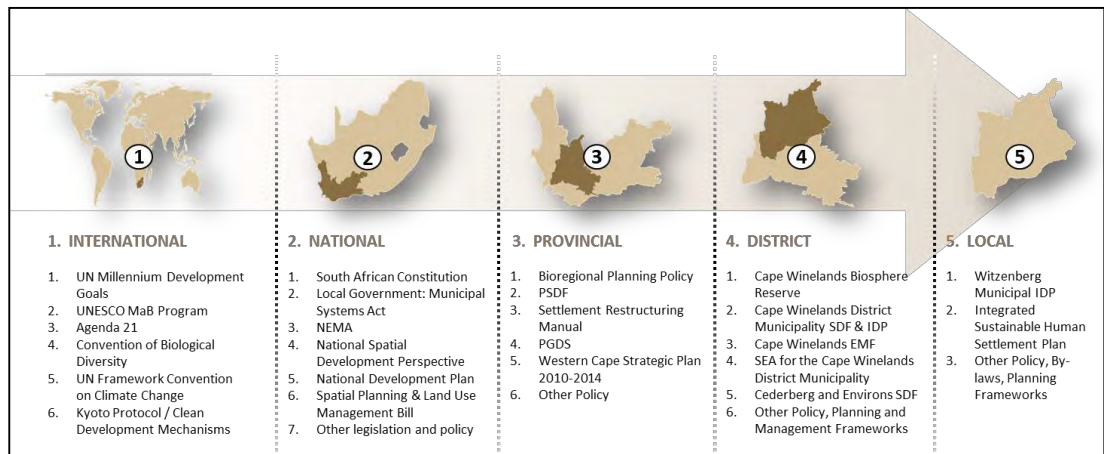 1
2
3
4
5
1. INTERNATIONAL
1. UN Millennium Development
Goals
2. UNESCO MaB Program
3. Agenda 21
4. Convention of Biological
Diversity
5. UN Framework Convention
on Climate Change
6. Kyoto Protocol / Clean
Development Mechanisms
2. NATIONAL
1. South African Constitution
2. Local Government: Municipal
Systems Act
3. NEMA
4. National Spatial
Development Perspective
5. National Development Plan
6. Spatial Planning & Land Use
Management Bill
7. Other legislation and policy
3. PROVINCIAL
1. Bioregional Planning Policy
2. PSDF
3. Settlement Restructuring
Manual
4. PGDS
5. Western Cape Strategic Plan
2010-2014
6. Other Policy
4. DISTRICT
1. Cape Winelands Biosphere
Reserve
2. Cape Winelands District
Municipality SDF & IDP
3. Cape Winelands EMF
4. SEA for the Cape Winelands
District Municipality
5. Cederberg and Environs SDF
6. Other Policy, Planning and
Management Frameworks
5. LOCAL
1. Witzenberg
Municipal IDP
2. Integrated
Sustainable Human
Settlement Plan
3. Other Policy, By-
laws, Planning
Frameworks